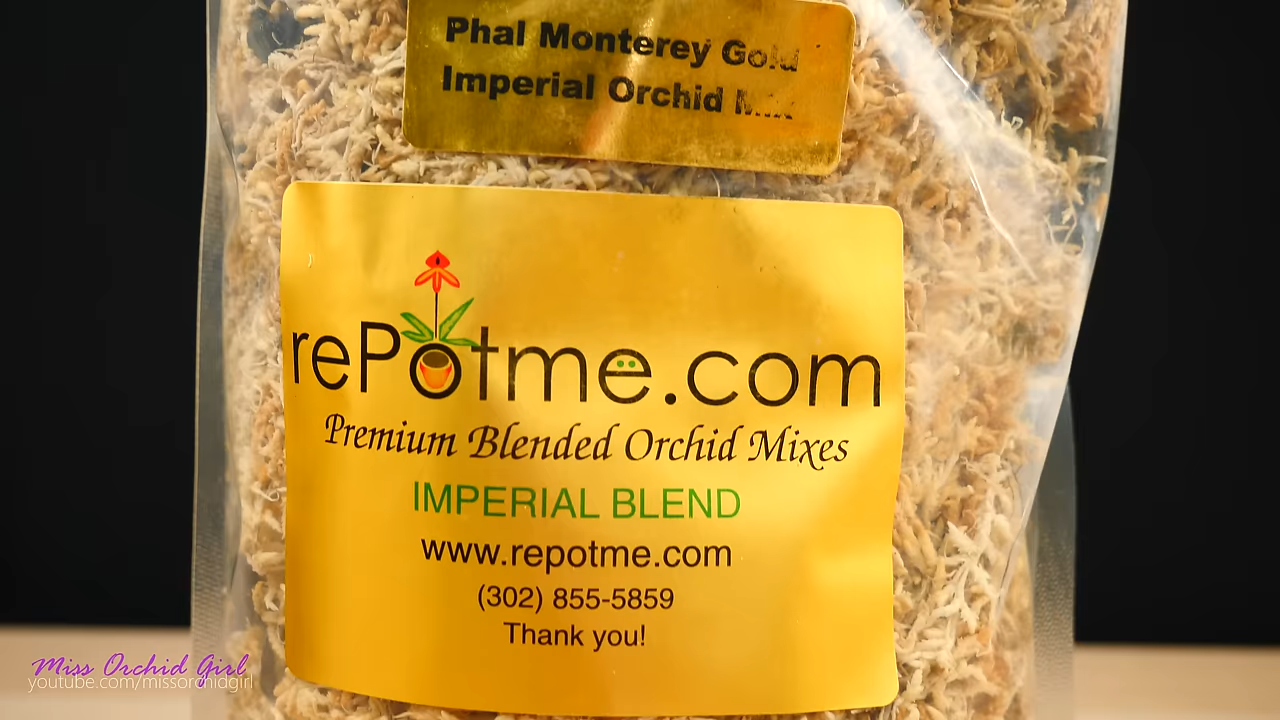 Phal Monterey Gold
Imperial Orchid Mix
rePotme.com
Premium Blended Orchid Mixes
IMPERIAL BLEND
www.repotme.com
(302) 855-5859
Thank you!
Miss Orchid Girl
youtube.com/missorchidgirl